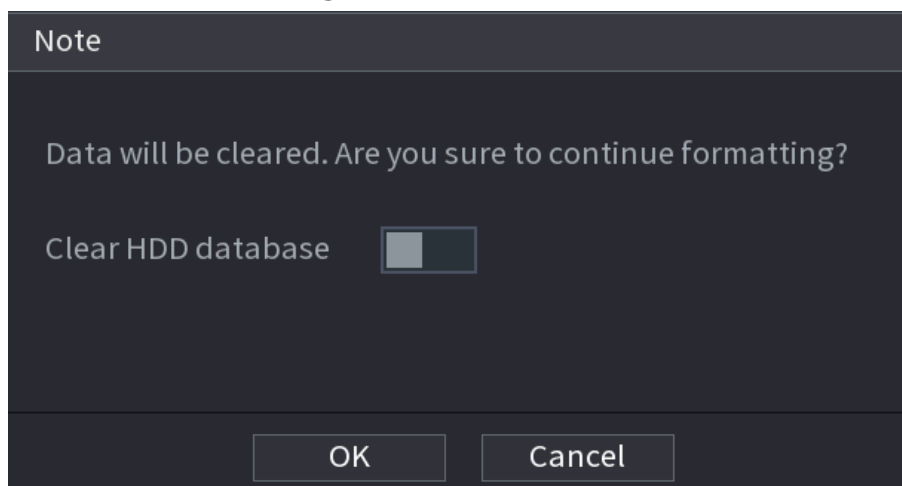 Note
Data will be cleared. Are you sure to continue formatting?
Clear HDD database
OK Cancel